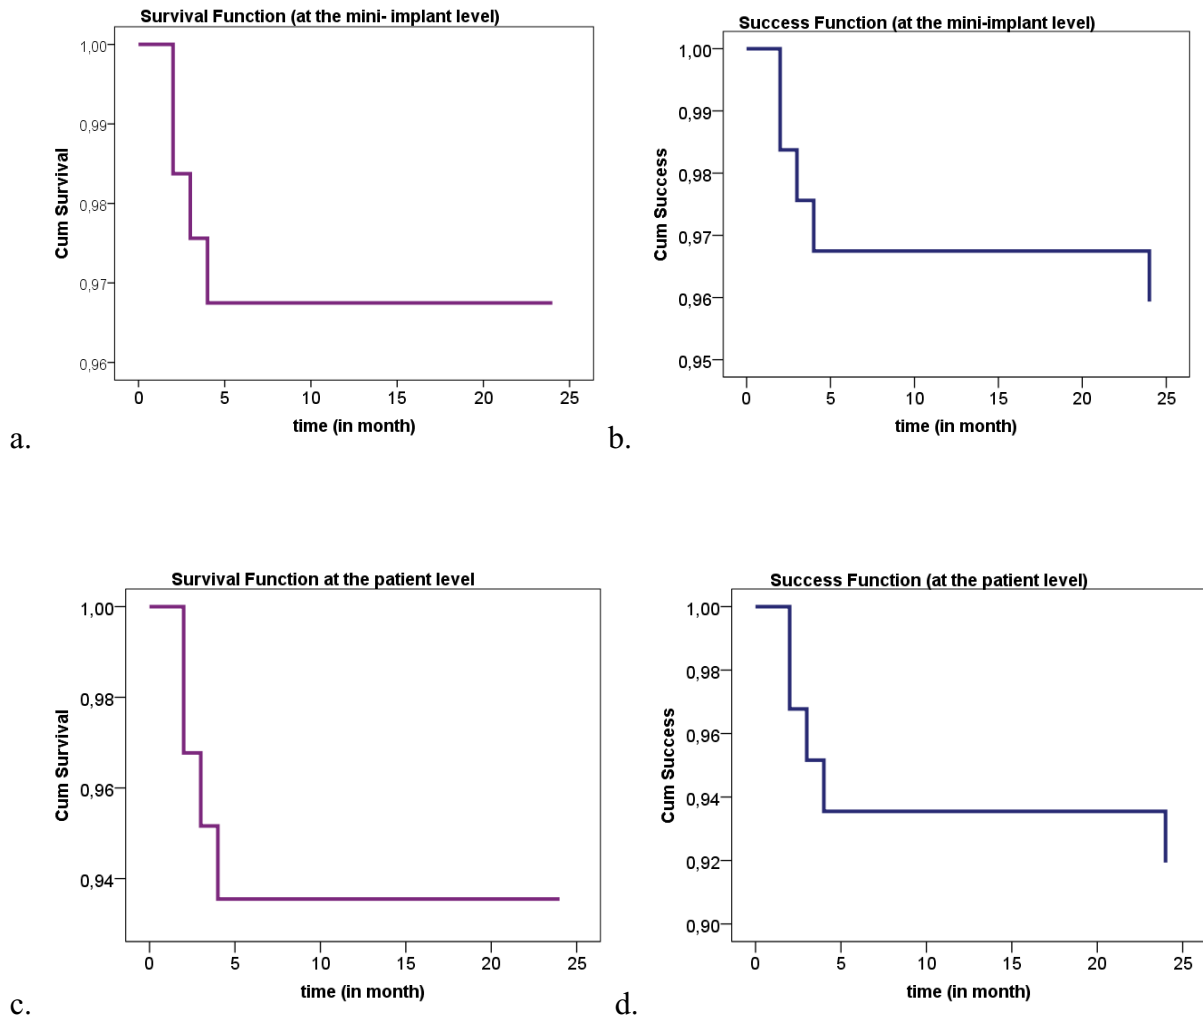 Survival Function (at the mini- implant level)
1,00
0,99
0,98
0,97
0,96
Cum Survival
0 5 10 15 20 25
time (in month)
a.
Success Function (at the mini-implant level)
1,00
0,99
0,98
0,97
0,96
0,95
Cum Success
0 5 10 15 20 25
time (in month)
b.
Survival Function at the patient level
1,00
0,98
0,96
0,94
Cum Survival
0 5 10 15 20 25
time (in month)
c.
Success Function (at the patient level)
1,00
0,98
0,96
0,94
0,92
0,90
Cum Success
0 5 10 15 20 25
time (in month)
d.